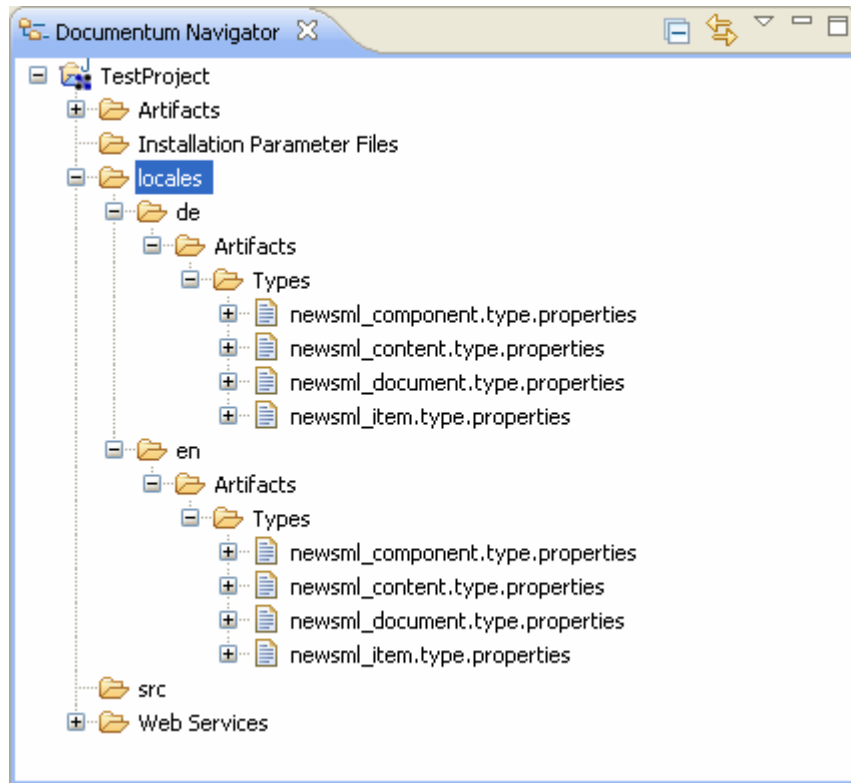 Documentum Navigator
TestProject
Artifacts
Installation Parameter Files
locales
de
Artifacts
Types
newsml_component.type.properties
newsml_content.type.properties
newsml_document.type.properties
newsml_item.type.properties
en
Artifacts
Types
newsml_component.type.properties
newsml_content.type.properties
newsml_document.type.properties
newsml_item.type.properties
src
Web Services